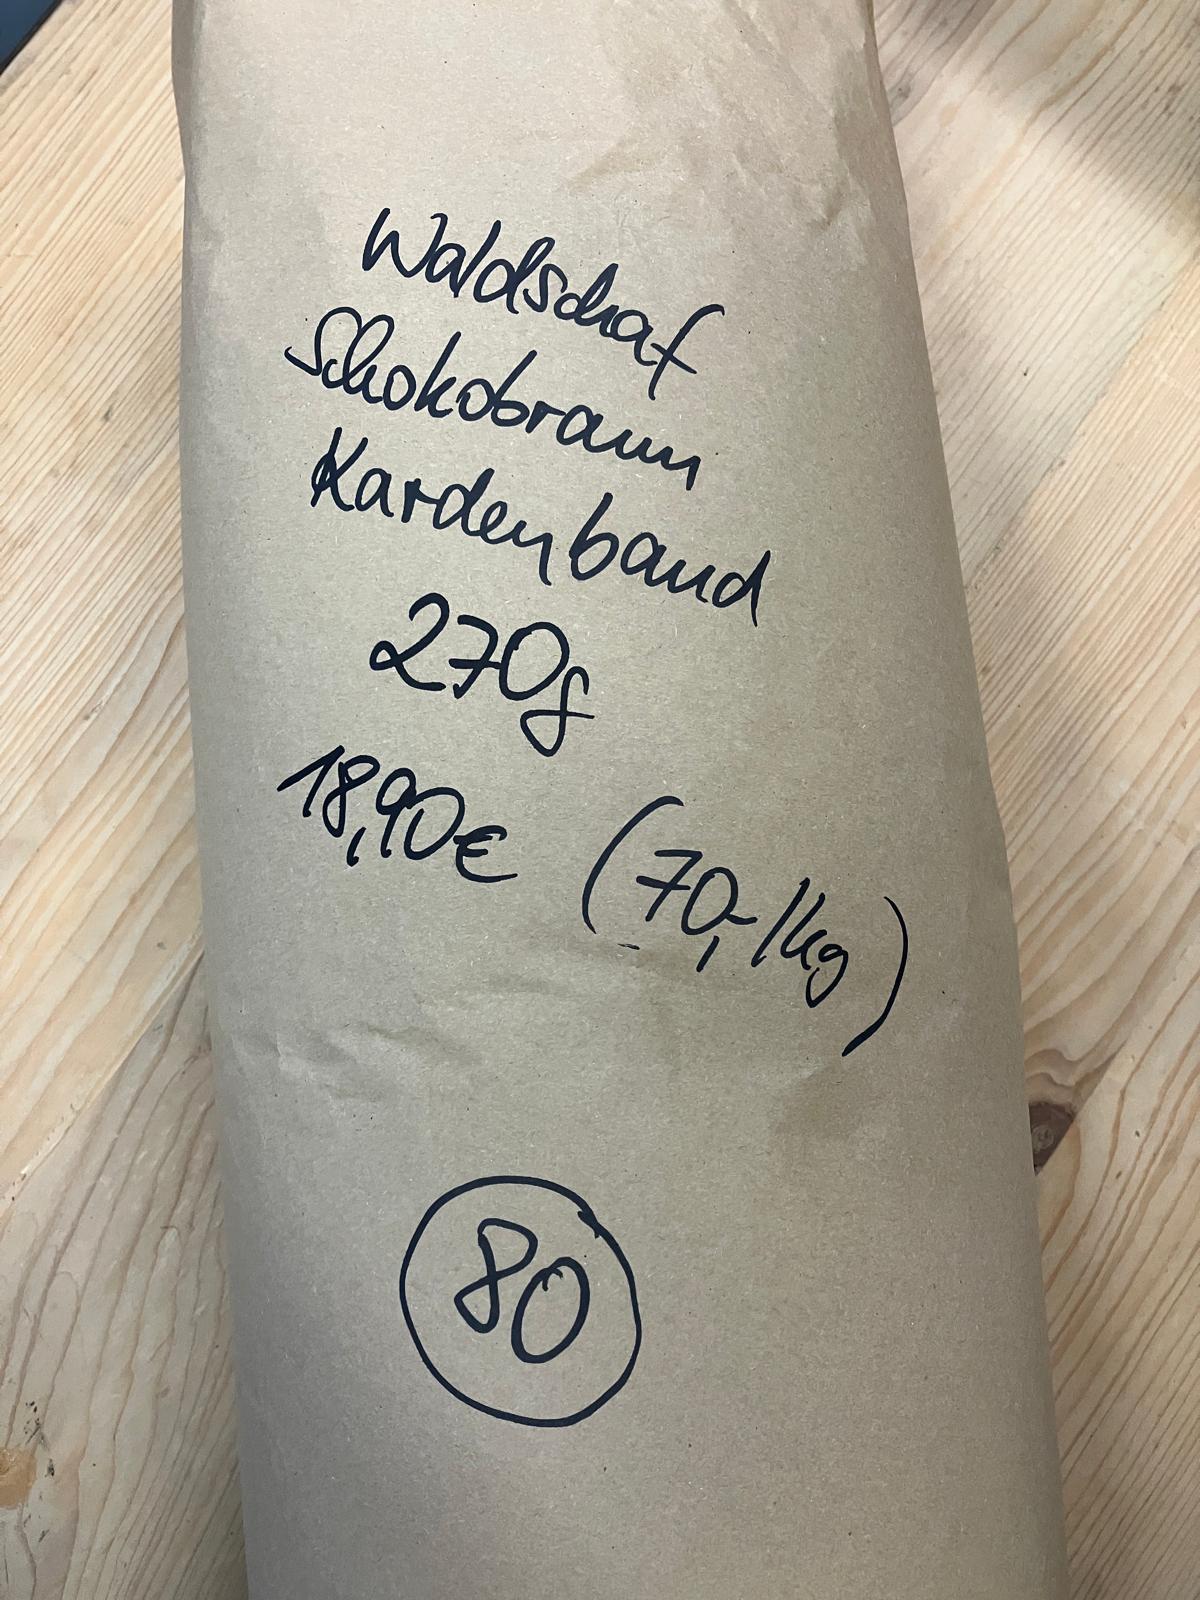 Waldschaf
Schokobraun
Kardenband
270g
18,90€ (70,-/kg)
80